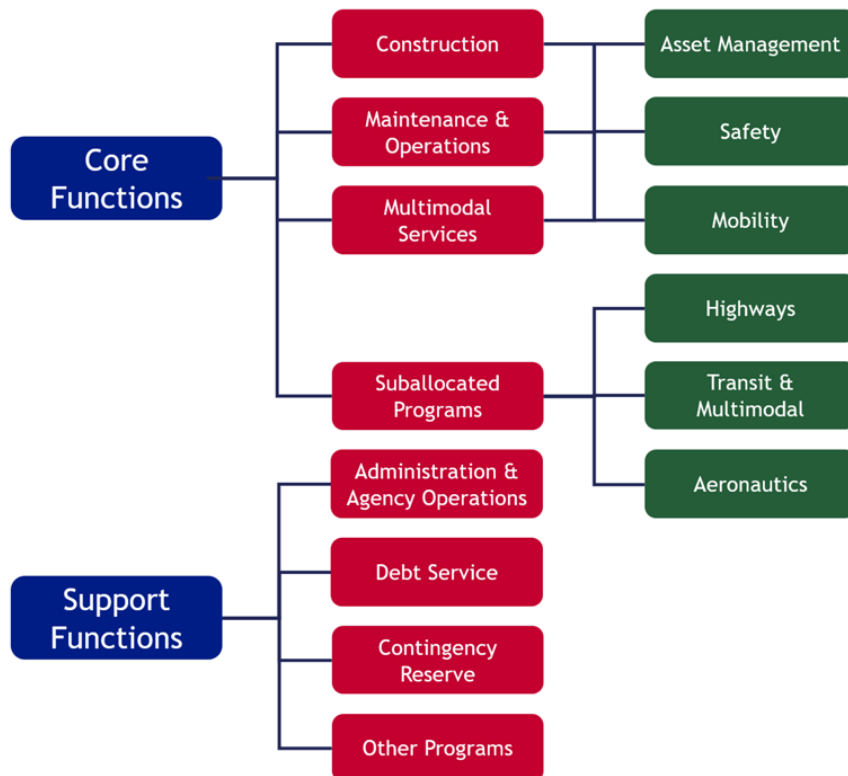 Core
Functions
Construction
Maintenance &
Operations
Multimodal
Services
Suballocated
Programs
Asset Management
Safety
Mobility
Highways
Transit &
Multimodal
Aeronautics
Support
Functions
Administration &
Agency Operations
Debt Service
Contingency
Reserve
Other Programs